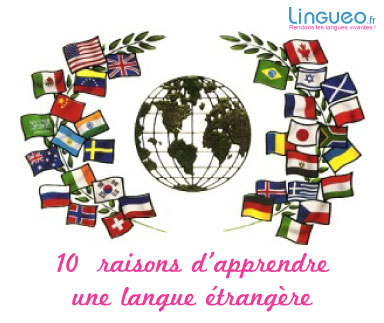 Lingueo.fr
Rendons les langues vivantes !
10 raisons d'apprendre
une langue étrangère